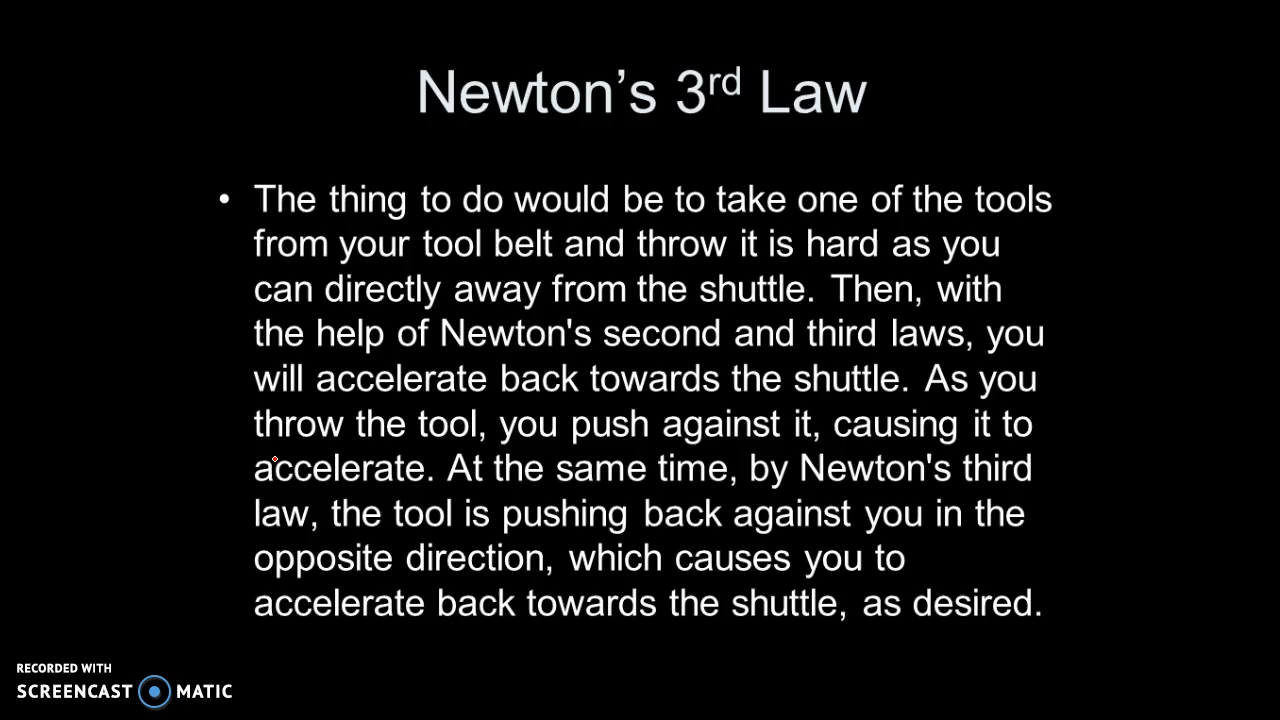 Newton’s 3rd Law
• The thing to do would be to take one of the tools
from your tool belt and throw it is hard as you
can directly away from the shuttle. Then, with
the help of Newton's second and third laws, you
will accelerate back towards the shuttle. As you
throw the tool, you push against it, causing it to
accelerate. At the same time, by Newton's third
law, the tool is pushing back against you in the
opposite direction, which causes you to
accelerate back towards the shuttle, as desired.
RECORDED WITH
SCREENCAST MATIC